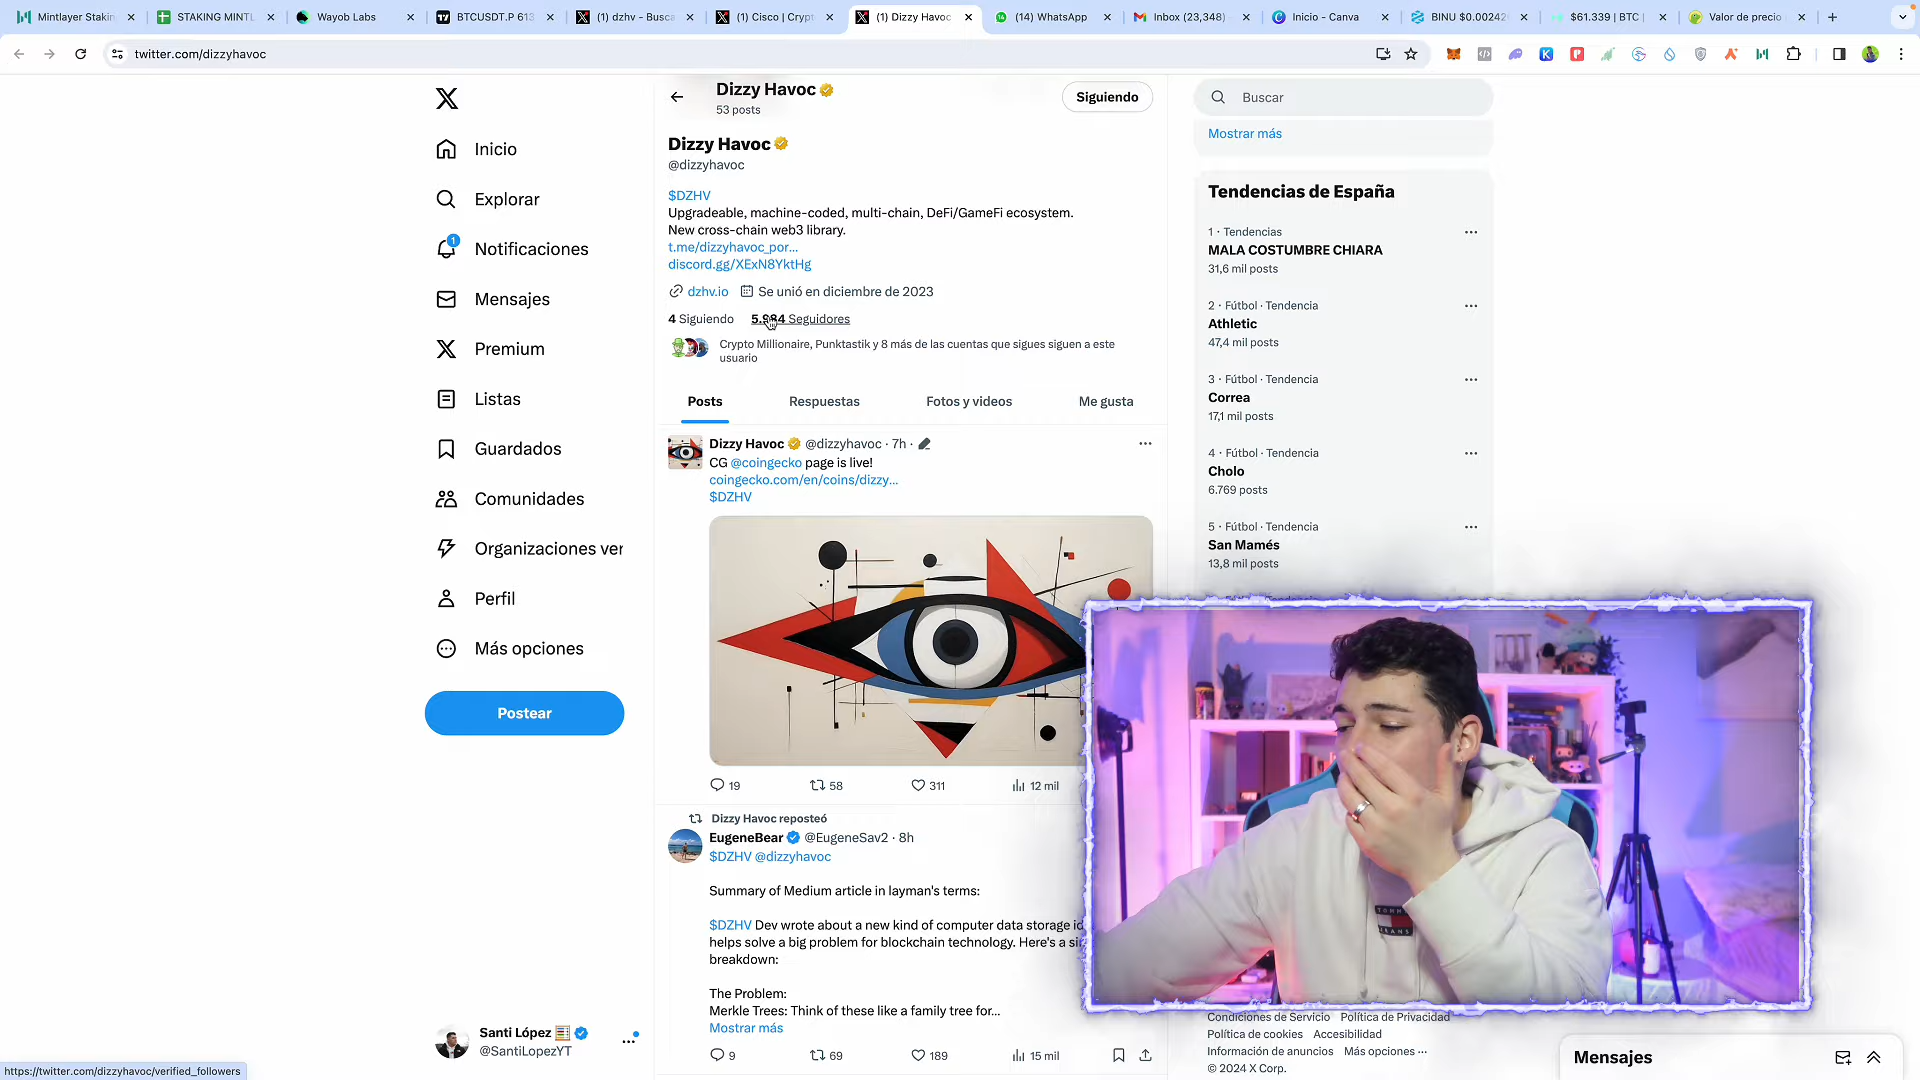 Mintlayer Stakin
STAKING MINTL
Wayob Labs
BTCUSDT.P 613
(1) dzhv - Busca
(1) Cisco | Crypt
(1) Dizzy Havoc
(14) WhatsApp
Inbox (23,348)
Inicio - Canva
BINU $0.00242
$61.339 | BTC |
Valor de precio
twitter.com/dizzyhavoc
Dizzy Havoc
53 posts
Siguiendo
Buscar
Mostrar más
Inicio
Explorar
1
Notificaciones
Mensajes
Premium
Listas
Guardados
Comunidades
Organizaciones ver
Perfil
Más opciones
Postear
Santi López
@SantiLopezYT
Dizzy Havoc
@dizzyhavoc
$DZHV
Upgradeable, machine-coded, multi-chain, DeFi/GameFi ecosystem.
New cross-chain web3 library.
t.me/dizzyhavoc_por...
discord.gg/XExN8YktHg
dzhv.io Se unió en diciembre de 2023
4 Siguiendo Seguidores
Crypto Millionaire, Punktastik y 8 más de las cuentas que sigues siguen a este
usuario
Posts Respuestas Fotos y videos Me gusta
Dizzy Havoc @dizzyhavoc · 7h ·
CG @coingecko page is live!
coingecko.com/en/coins/dizzy...
$DZHV
19 58 311 12 mil
Dizzy Havoc reposteó
EugeneBear @EugeneSav2 · 8h
$DZHV @dizzyhavoc
Summary of Medium article in layman's terms:
$DZHV Dev wrote about a new kind of computer data storage
helps solve a big problem for blockchain technology. Here's a
breakdown:
The Problem:
Merkle Trees: Think of these like a family tree for...
Mostrar más
9 69 189 15 mil
Tendencias de España
1 · Tendencias
MALA COSTUMBRE CHIARA
31,6 mil posts
2 · Fútbol · Tendencia
Athletic
47,4 mil posts
3 · Fútbol · Tendencia
Correa
17,1 mil posts
4 · Fútbol · Tendencia
Cholo
6.769 posts
5 · Fútbol · Tendencia
San Mamés
13,8 mil posts
TOMMY
JEANS
Condiciones de Servicio Política de Privacidad
Política de cookies Accesibilidad
Información de anuncios Más opciones ···
© 2024 X Corp.
Mensajes
https://twitter.com/dizzyhavoc/verified_followers